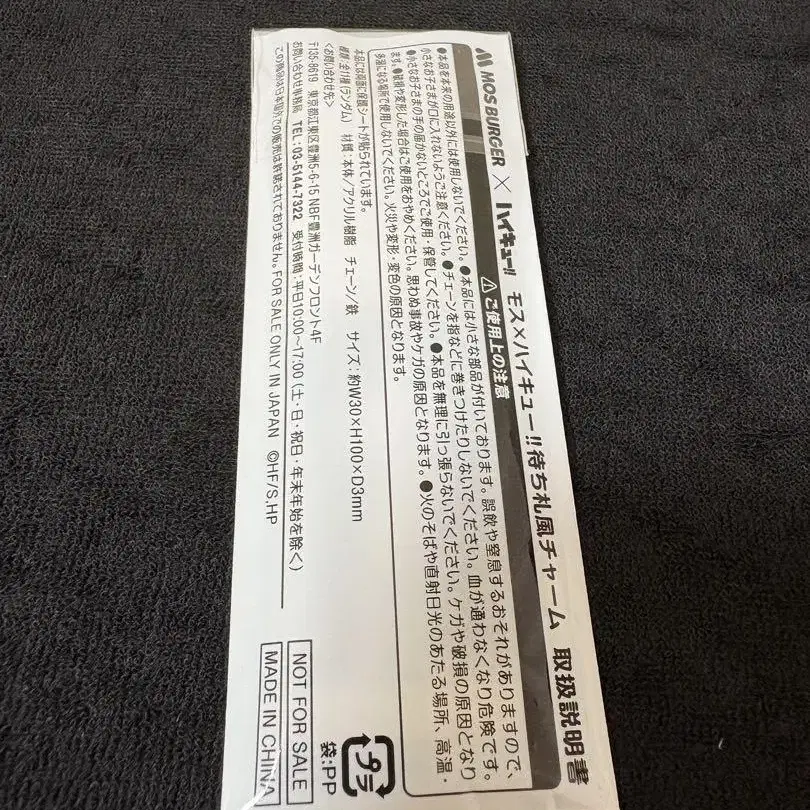 MOS BURGER × ハイキュー!! モス×ハイキュー!!待ち札風チャーム 取扱説明書
⚠ご使用上の注意
●本品を本来の用途以外には使用しないでください。●本品には小さな部品が付いております。誤飲や窒息するおそれがありますので、
小さなお子さまが口に入れないようご注意ください。●チェーンを指などに巻きつけたりしないでください。血が通わなくなり危険です。
●小さなお子さまの手の届かないところでご使用・保管してください。●本品を無理に引っ張らないでください。ケガや破損の原因となり
ます。●破損や変形した場合はご使用をおやめください。思わぬ事故やケガの原因となります。●火のそばや直射日光のあたる場所、高温・
多湿になる場所で使用しないでください。火災や変形・変色の原因となります。
本品には両面に保護シートが貼られています。
種類：全11種(ランダム) 材質：本体/アクリル樹脂 チェーン/鉄 サイズ：約W30×H100×D3mm
<お問い合わせ先>
〒135-8619 東京都江東区豊洲5-6-15 NBF豊洲ガーデンフロント4F
お問い合わせ事務局 TEL：03-5144-7322 受付時間：平日10:00～17:00(土・日・祝日・年末年始を除く)
この商品は日本国外での販売は許諾されておりません。FOR SALE ONLY IN JAPAN ©HF/S,HP
プラ
袋：PP
NOT FOR SALE
MADE IN CHINA